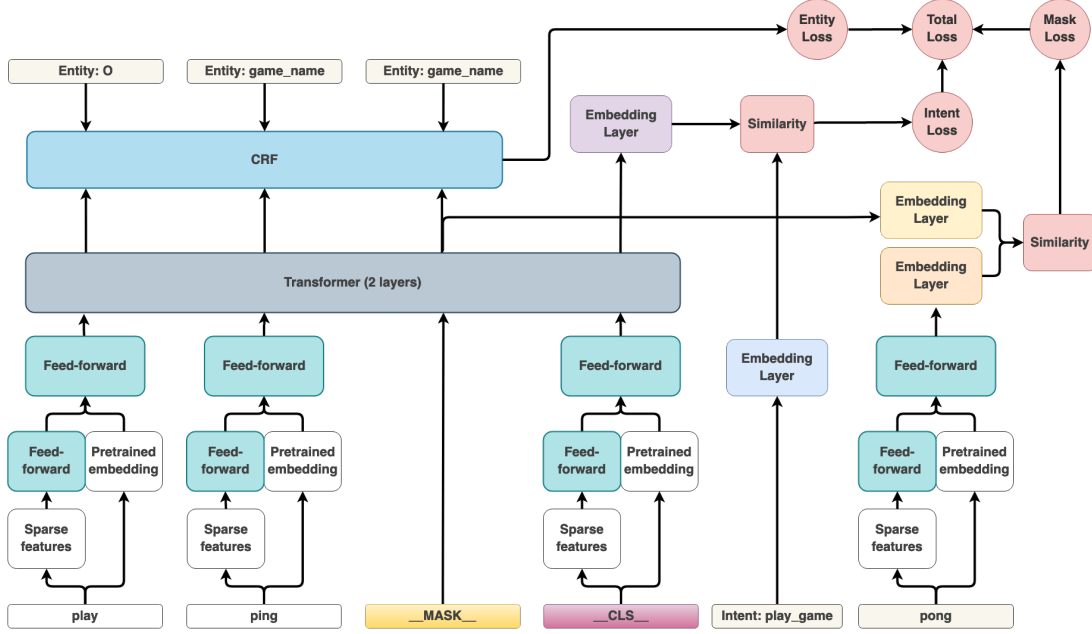 Entity
Loss
Total
Loss
Mask
Loss
Entity: O
Entity: game_name
Entity: game_name
Embedding
Layer
Similarity
Intent
Loss
CRF
Embedding
Layer
Similarity
Embedding
Layer
Transformer (2 layers)
Feed-forward
Feed-forward
Feed-forward
Embedding
Layer
Feed-forward
Feed-
forward
Pretrained
embedding
Feed-
forward
Pretrained
embedding
Feed-
forward
Pretrained
embedding
Feed-
forward
Pretrained
embedding
Sparse
features
Sparse
features
Sparse
features
Sparse
features
play
ping
__MASK__
__CLS__
Intent: play_game
pong